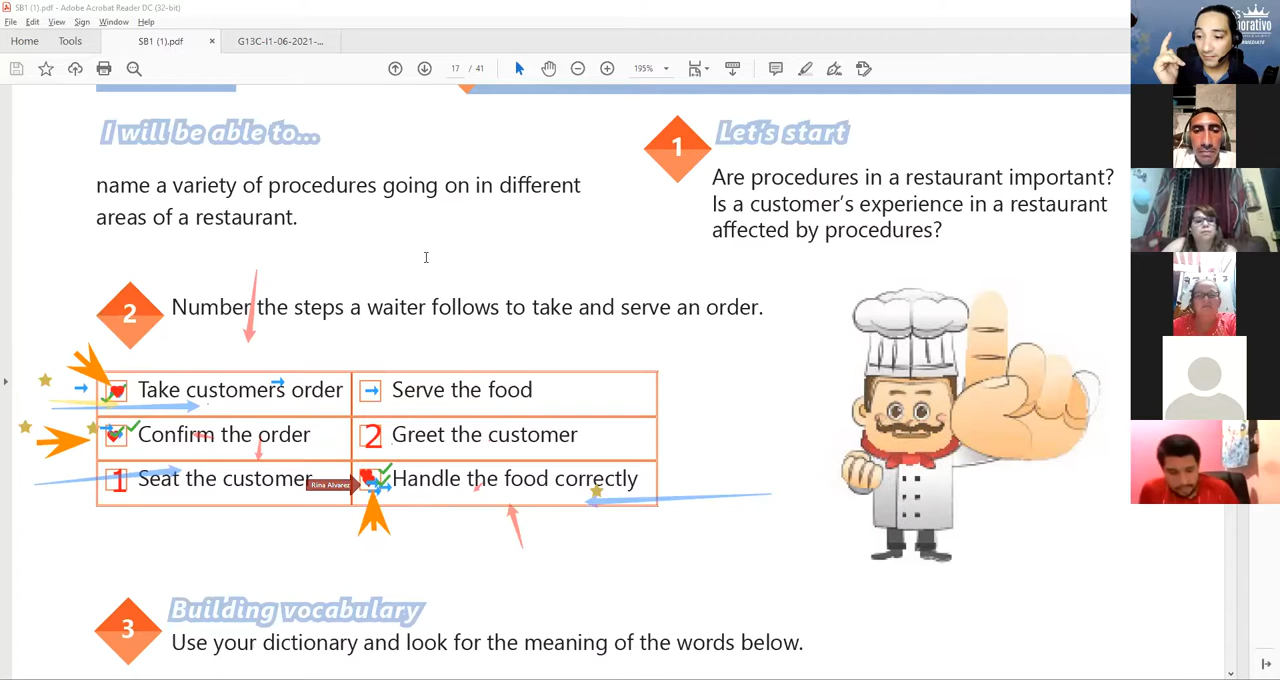 SB1 (1).pdf - Adobe Acrobat Reader DC (32-bit)
File Edit View Sign Window Help
Home Tools SB1 (1).pdf × G13C-I1-06-2021-...
17 / 41 195%
I will be able to...
name a variety of procedures going on in different
areas of a restaurant.
1 Let's start
Are procedures in a restaurant important?
Is a customer's experience in a restaurant
affected by procedures?
2 Number the steps a waiter follows to take and serve an order.
Take customers order Serve the food
Confirm the order 2 Greet the customer
1 Seat the customer Handle the food correctly
Rina Alvarez
3 Building vocabulary
Use your dictionary and look for the meaning of the words below.